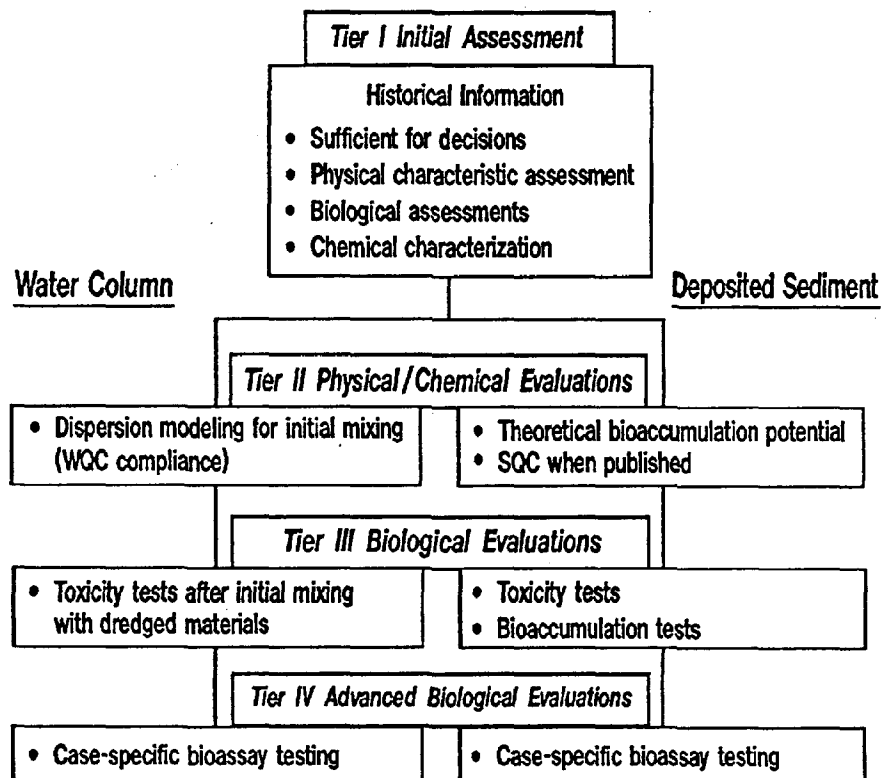 Tier I Initial Assessment
Historical Information
• Sufficient for decisions
• Physical characteristic assessment
• Biological assessments
• Chemical characterization
Water Column
Deposited Sediment
Tier II Physical/Chemical Evaluations
• Dispersion modeling for initial mixing
(WQC compliance)
• Theoretical bioaccumulation potential
• SQC when published
Tier III Biological Evaluations
• Toxicity tests after initial mixing
with dredged materials
• Toxicity tests
• Bioaccumulation tests
Tier IV Advanced Biological Evaluations
• Case-specific bioassay testing
• Case-specific bioassay testing